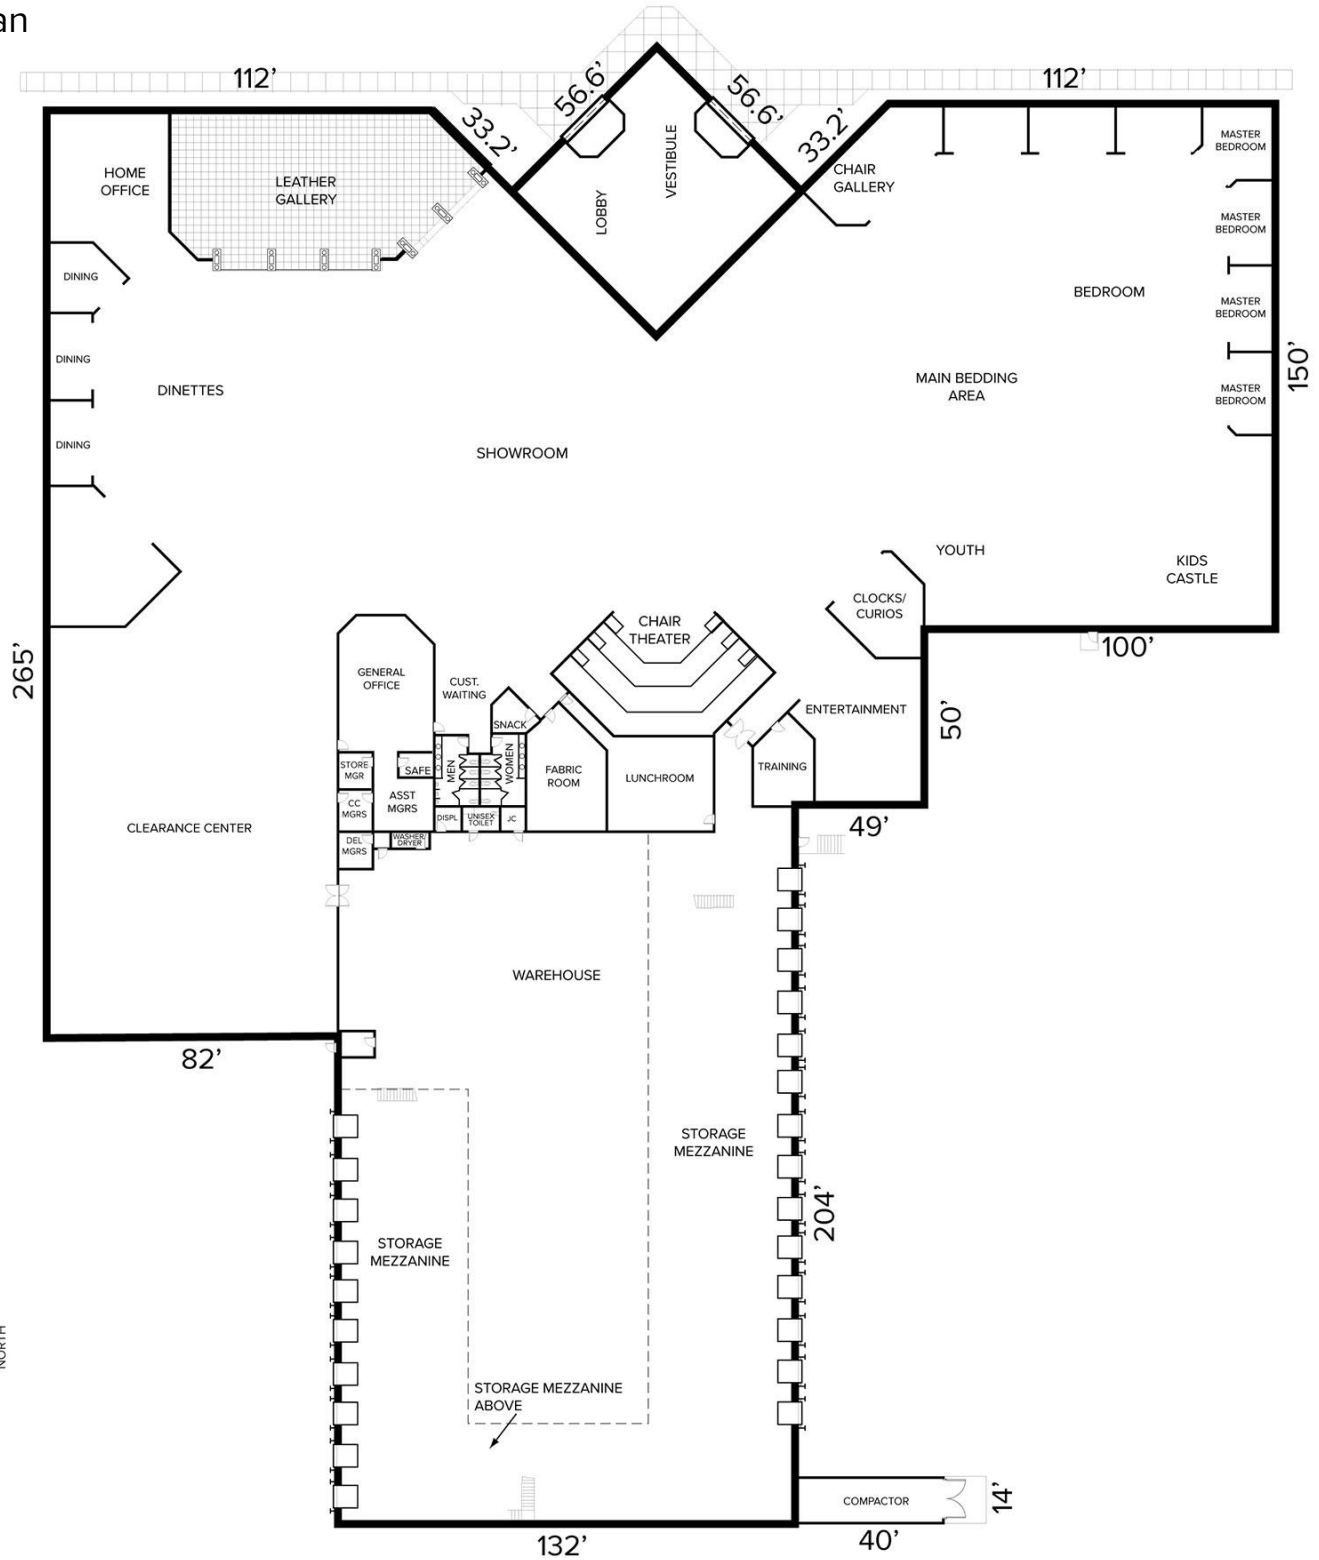 an
112’
56.6’
56.6’
112’
33.2’
33.2’
HOME
OFFICE
LEATHER
GALLERY
LOBBY
VESTIBULE
CHAIR
GALLERY
MASTER
BEDROOM
MASTER
BEDROOM
DINING
BEDROOM
MASTER
BEDROOM
DINING
DINETTES
MAIN BEDDING
AREA
150’
MASTER
BEDROOM
DINING
SHOWROOM
YOUTH
KIDS
CASTLE
CLOCKS/
CURIOS
CHAIR
THEATER
100’
265’
GENERAL
OFFICE
CUST.
WAITING
SNACK
ENTERTAINMENT
50’
STORE
MGR
SAFE
MEN
WOMEN
FABRIC
ROOM
LUNCHROOM
TRAINING
CC
MGRS
ASST
MGRS
DISPL
UNISEX
TOILET
JC
CLEARANCE CENTER
49’
DEL
MGRS
WASHER/
DRYER
WAREHOUSE
82’
STORAGE
MEZZANINE
204’
STORAGE
MEZZANINE
NORTH
STORAGE MEZZANINE
ABOVE
COMPACTOR
14’
132’
40’